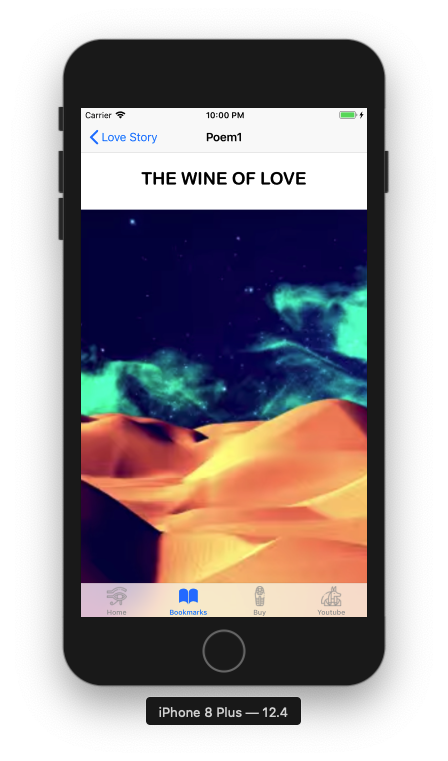 Carrier 10:00 PM
Love Story Poem1
THE WINE OF LOVE
Home Bookmarks Buy Youtube
iPhone 8 Plus — 12.4